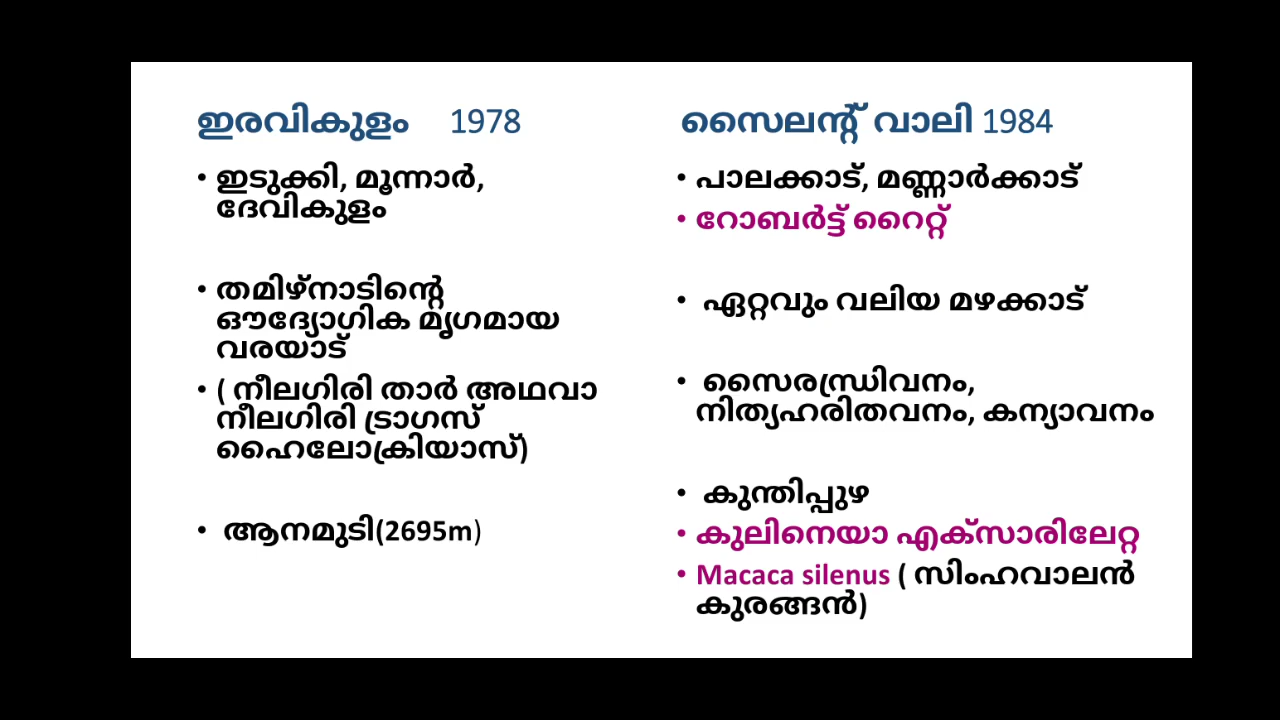 ഇരവികുളം 1978
• ഇടുക്കി, മൂന്നാർ,
ദേവികുളം
• തമിഴ്നാടിന്റെ
ഔദ്യോഗിക മൃഗമായ
വരയാട്
• ( നീലഗിരി താർ അഥവാ
നീലഗിരി ട്രാഗസ്
ഹൈലോക്രിയാസ്)
• ആനമുടി(2695m)
സൈലന്റ് വാലി 1984
• പാലക്കാട്, മണ്ണാർക്കാട്
• റോബർട്ട് റൈറ്റ്
• ഏറ്റവും വലിയ മഴക്കാട്
• സൈരന്ധ്രിവനം,
നിത്യഹരിതവനം, കന്യാവനം
• കുന്തിപ്പുഴ
• കുലിനെയാ എക്സാരിലേറ്റ
• Macaca silenus ( സിംഹവാലൻ
കുരങ്ങൻ)